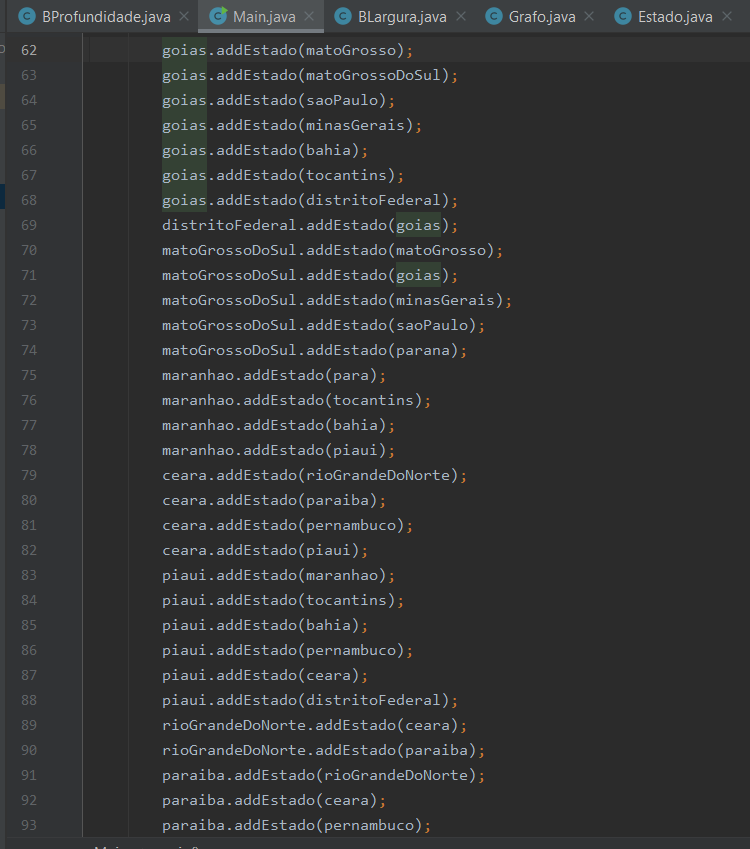 BProfundidade.java Main.java BLargura.java Grafo.java Estado.java
62 goias.addEstado(matoGrosso);
63 goias.addEstado(matoGrossoDoSul);
64 goias.addEstado(saoPaulo);
65 goias.addEstado(minasGerais);
66 goias.addEstado(bahia);
67 goias.addEstado(tocantins);
68 goias.addEstado(distritoFederal);
69 distritoFederal.addEstado(goias);
70 matoGrossoDoSul.addEstado(matoGrosso);
71 matoGrossoDoSul.addEstado(goias);
72 matoGrossoDoSul.addEstado(minasGerais);
73 matoGrossoDoSul.addEstado(saoPaulo);
74 matoGrossoDoSul.addEstado(parana);
75 maranhao.addEstado(para);
76 maranhao.addEstado(tocantins);
77 maranhao.addEstado(bahia);
78 maranhao.addEstado(piaui);
79 ceara.addEstado(rioGrandeDoNorte);
80 ceara.addEstado(paraiba);
81 ceara.addEstado(pernambuco);
82 ceara.addEstado(piaui);
83 piaui.addEstado(maranhao);
84 piaui.addEstado(tocantins);
85 piaui.addEstado(bahia);
86 piaui.addEstado(pernambuco);
87 piaui.addEstado(ceara);
88 piaui.addEstado(distritoFederal);
89 rioGrandeDoNorte.addEstado(ceara);
90 rioGrandeDoNorte.addEstado(paraiba);
91 paraiba.addEstado(rioGrandeDoNorte);
92 paraiba.addEstado(ceara);
93 paraiba.addEstado(pernambuco);